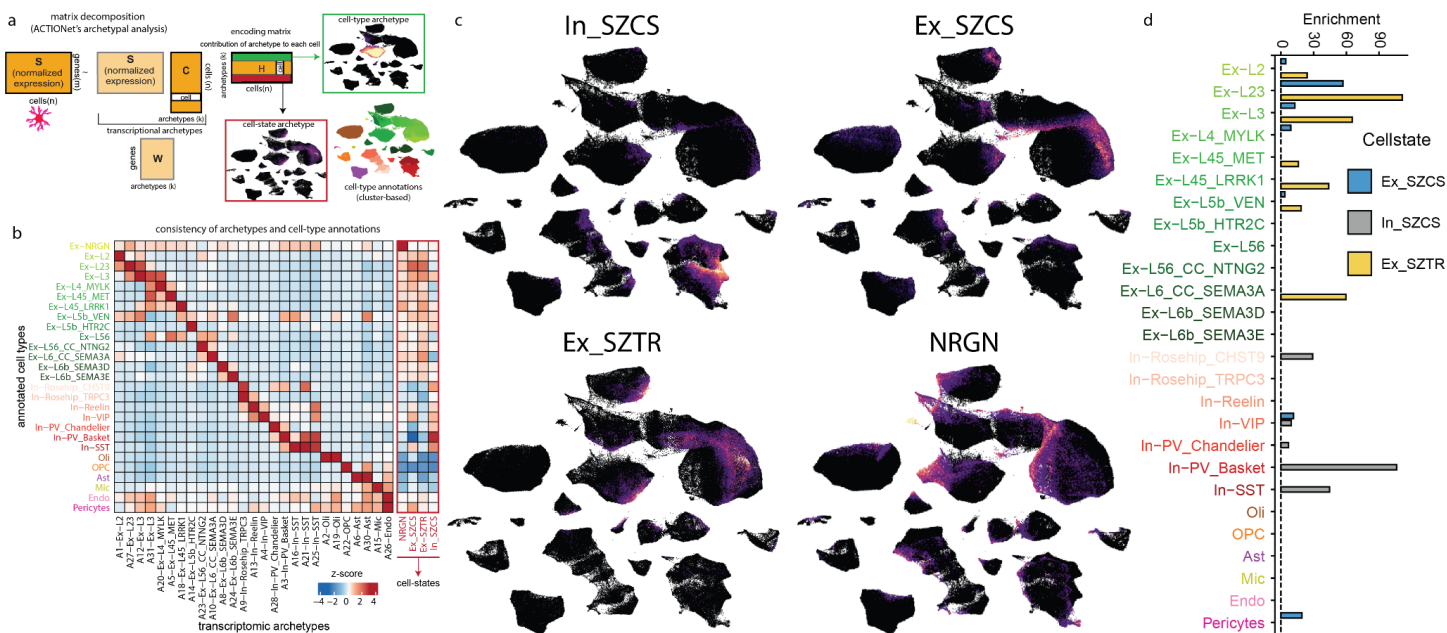 a
matrix decomposition
(ACTIONet's archetypal analysis)
S
(normalized
expression)
genes(m)
~
cells(n)
S
(normalized
expression)
C
cell
cells (n)
archetypes (k)
transcriptional archetypes
genes
W
archetypes (k)
encoding matrix
contribution of archetype to each cell
archetypes (k)
H
cell
cells(n)
cell-type archetype
cell-state archetype
cell-type annotations
(cluster-based)
b
consistency of archetypes and cell-type annotations
annotated cell types
Ex-NRGN
Ex-L2
Ex-L23
Ex-L3
Ex-L4_MYLK
Ex-L45_MET
Ex-L45_LRRK1
Ex-L5b_VEN
Ex-L5b_HTR2C
Ex-L56
Ex-L56_CC_NTNG2
Ex-L6_CC_SEMA3A
Ex-L6b_SEMA3D
Ex-L6b_SEMA3E
In-Rosehip_CHST9
In-Rosehip_TRPC3
In-Reelin
In-VIP
In-PV_Chandelier
In-PV_Basket
In-SST
Oli
OPC
Ast
Mic
Endo
Pericytes
A1-Ex-L2
A27-Ex-L23
A12-Ex-L3
A31-Ex-L3
A20-Ex-L4_MYLK
A5-Ex-L45_MET
A18-Ex-L45_LRRK1
A14-Ex-L5b_HTR2C
A23-Ex-L56_CC_NTNG2
A10-Ex-L6_CC_SEMA3A
A8-Ex-L6b_SEMA3D
A24-Ex-L6b_SEMA3E
A9-In-Rosehip_TRPC3
A13-In-Reelin
A4-In-VIP
A28-In-PV_Chandelier
A3-In-PV_Basket
A16-In-SST
A21-In-SST
A25-In-SST
A2-Oli
A19-Oli
A22-OPC
A6-Ast
A30-Ast
A15-Mic
A26-Endo
NRGN
Ex_SZCS
Ex_SZTR
In_SZCS
cell-states
z-score
-4 -2 0 2 4
transcriptomic archetypes
c
In_SZCS
Ex_SZCS
Ex_SZTR
NRGN
d
Enrichment
0 30 60 90
Ex-L2
Ex-L23
Ex-L3
Ex-L4_MYLK
Ex-L45_MET
Ex-L45_LRRK1
Ex-L5b_VEN
Ex-L5b_HTR2C
Ex-L56
Ex-L56_CC_NTNG2
Ex-L6_CC_SEMA3A
Ex-L6b_SEMA3D
Ex-L6b_SEMA3E
In-Rosehip_CHST9
In-Rosehip_TRPC3
In-Reelin
In-VIP
In-PV_Chandelier
In-PV_Basket
In-SST
Oli
OPC
Ast
Mic
Endo
Pericytes
Cellstate
Ex_SZCS
In_SZCS
Ex_SZTR